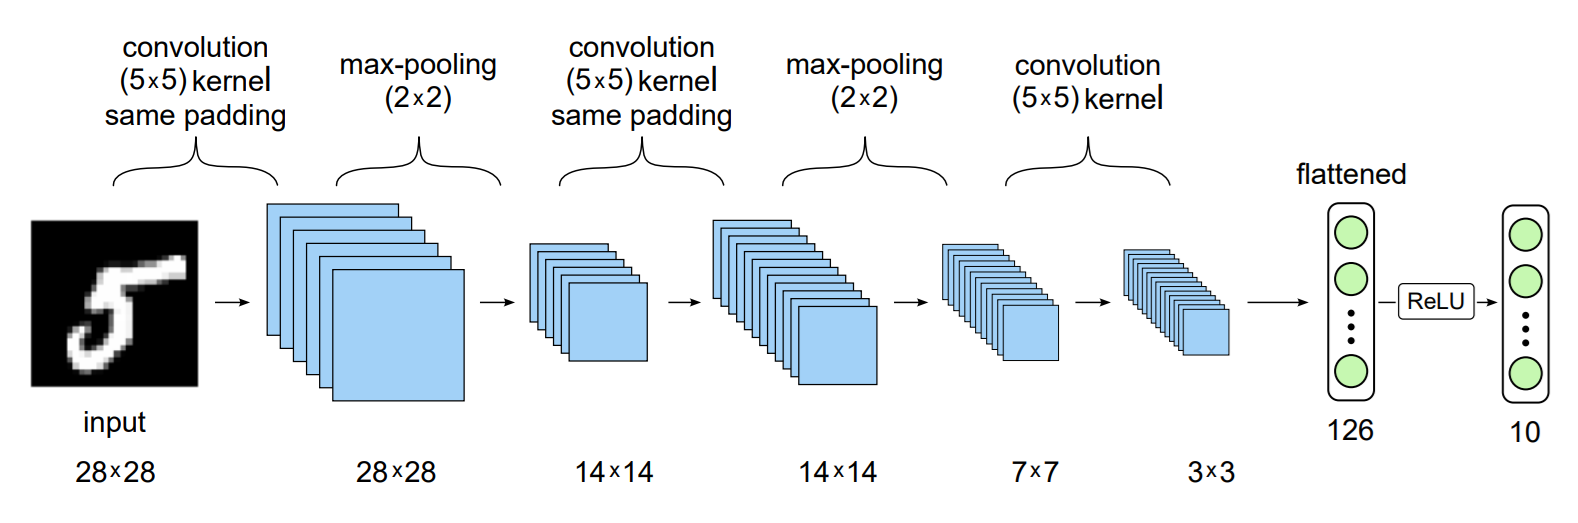 convolution
(5×5) kernel
same padding
max-pooling
(2×2)
convolution
(5×5) kernel
same padding
max-pooling
(2×2)
convolution
(5×5) kernel
flattened
ReLU
input
126
10
28×28
28×28
14×14
14×14
7×7
3×3